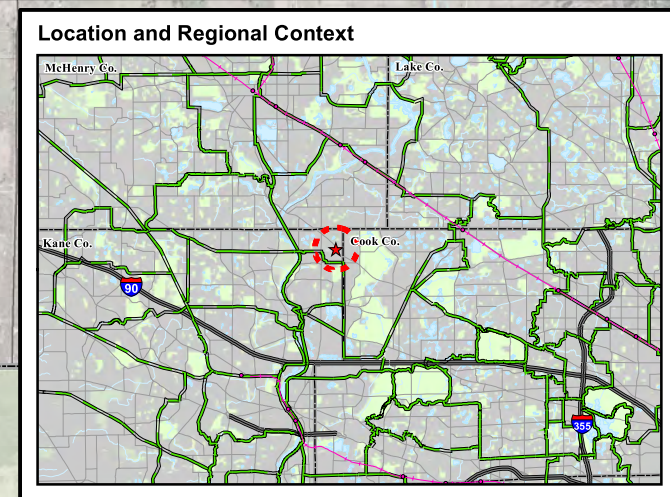 Location and Regional Context
McHenry Co.
Lake Co.
Kane Co.
Cook Co.
90
355